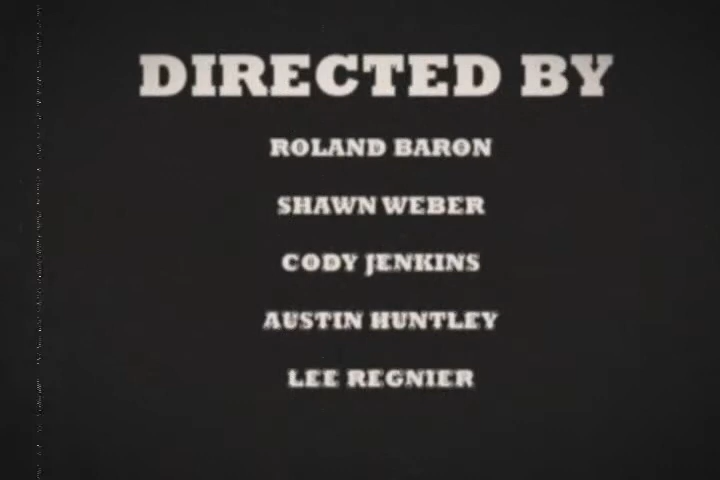 DIRECTED BY
ROLAND BARON
SHAWN WEBER
CODY JENKINS
AUSTIN HUNTLEY
LEE REGNIER